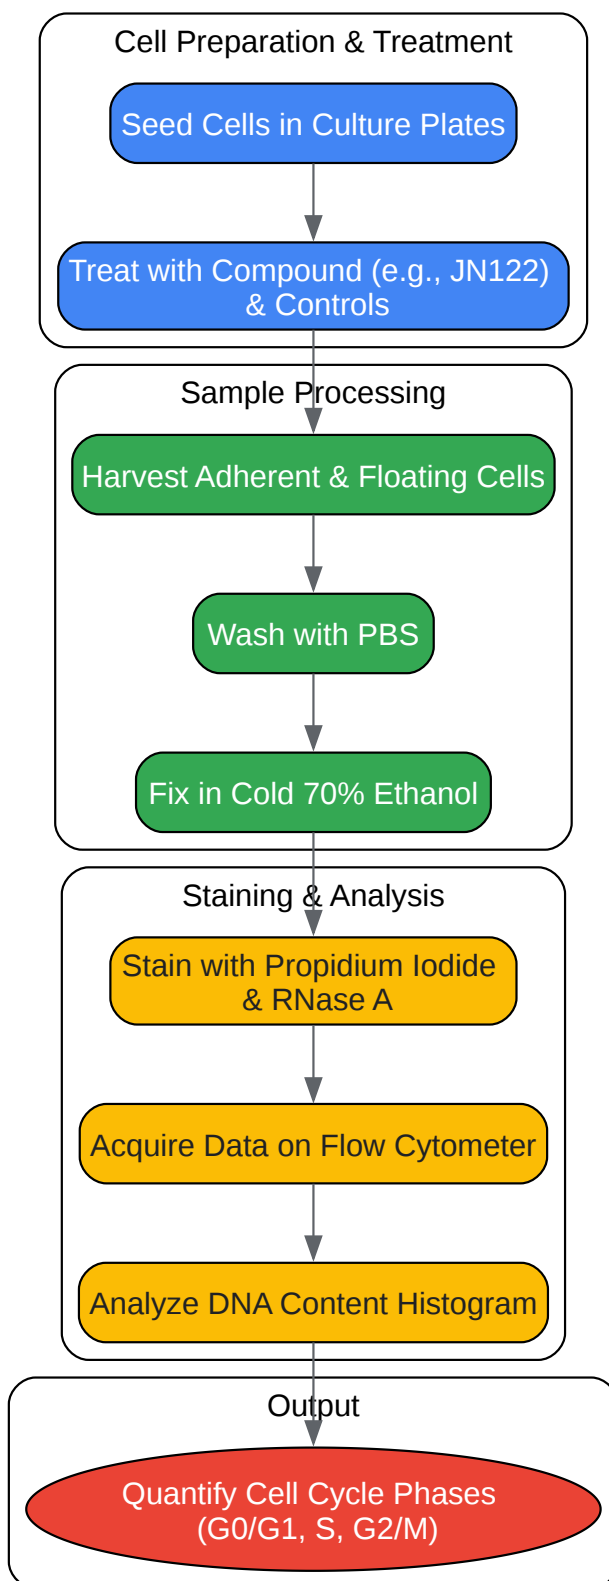 Cell Preparation & Treatment
Seed Cells in Culture Plates
Treat with Compound (e.g., JN122)
& Controls
Sample Processing
Harvest Adherent & Floating Cells
Wash with PBS
Fix in Cold 70% Ethanol
Staining & Analysis
Stain with Propidium Iodide
& RNase A
Acquire Data on Flow Cytometer
Analyze DNA Content Histogram
Output
Quantify Cell Cycle Phases
(G0/G1, S, G2/M)